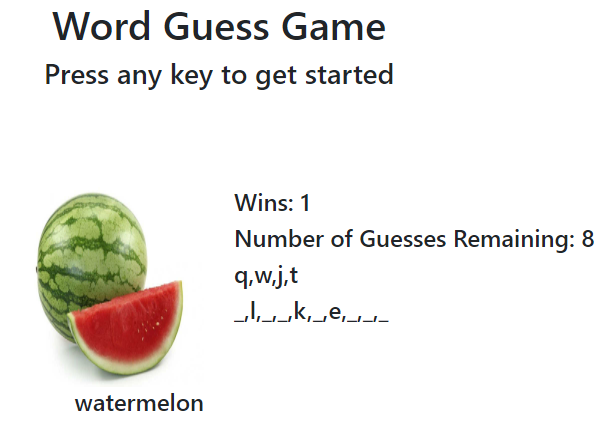 Word Guess Game
Press any key to get started
Wins: 1
Number of Guesses Remaining: 8
q,w,j,t
_,l,_,_,k,_,e,_,_,_
watermelon